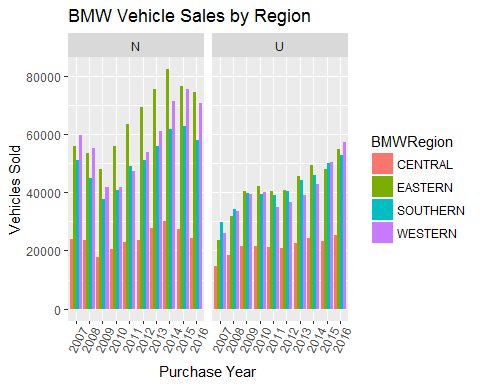 BMW Vehicle Sales by Region
N
U
Vehicles Sold
80000
60000
40000
20000
0
2007
2008
2009
2010
2011
2012
2013
2014
2015
2016
2007
2008
2009
2010
2011
2012
2013
2014
2015
2016
Purchase Year
BMWRegion
CENTRAL
EASTERN
SOUTHERN
WESTERN